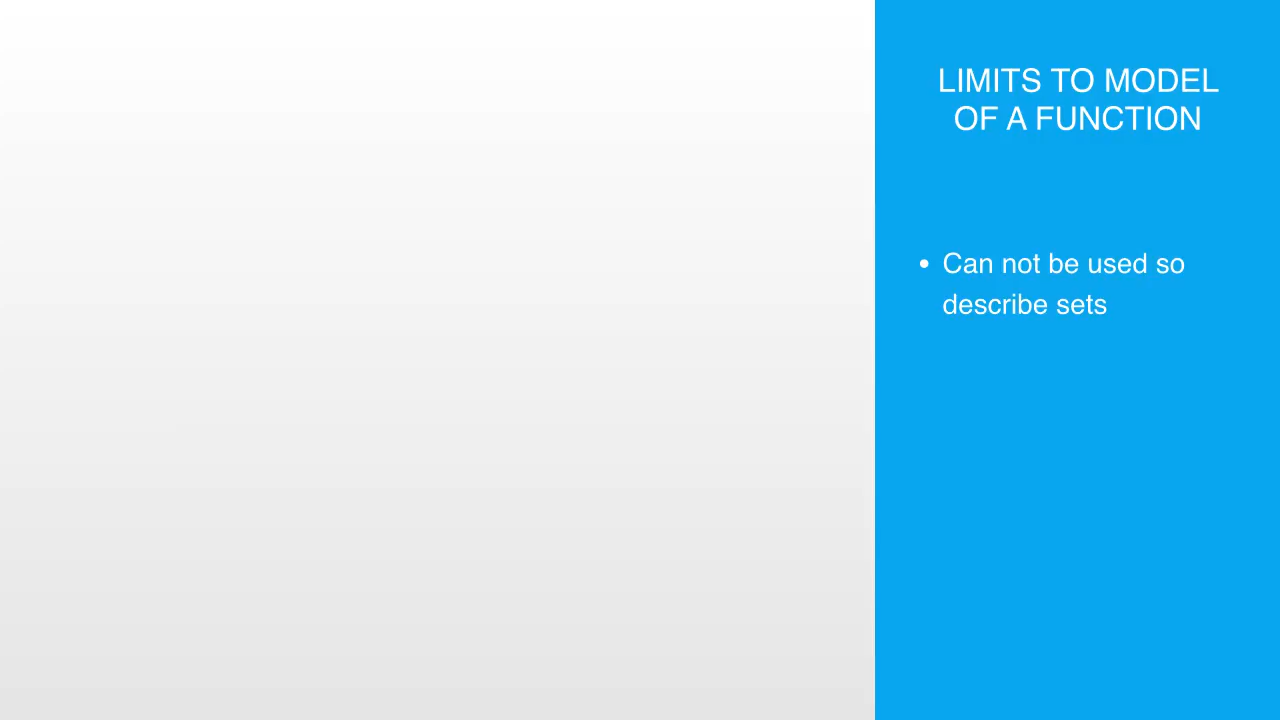 LIMITS TO MODEL
OF A FUNCTION
• Can not be used so
describe sets